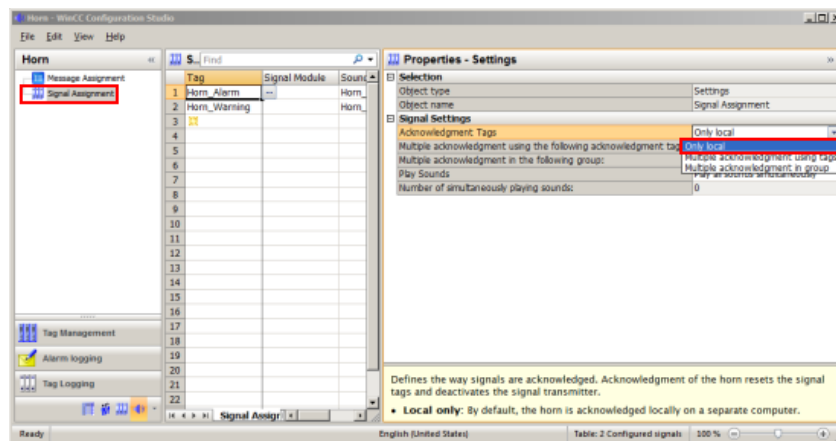 Horn - WinCC Configuration Studio
File Edit View Help
Horn «
Message Assignment
Signal Assignment
Tag Management
Alarm logging
Tag Logging
S... Find
Tag Signal Module Sound
1 Horn_Alarm ...
2 Horn_Warning Horn_
3
4
5
6
7
8
9
10
11
12
13
14
15
16
17
18
19
20
21
22
Signal Assign
Properties - Settings »
Selection
Object type Settings
Object name Signal Assignment
Signal Settings
Acknowledgment Tags Only local
Multiple acknowledgment using the following acknowledgment tag
Only local
Multiple acknowledgment using tags
Multiple acknowledgment in group
Multiple acknowledgment in the following group:
Play Sounds Play all sounds simultaneously
Number of simultaneously playing sounds: 0
Defines the way signals are acknowledged. Acknowledgment of the horn resets the signal
tags and deactivates the signal transmitter.
• Local only: By default, the horn is acknowledged locally on a separate computer.
Ready English (United States) Table: 2 Configured signals 100 %